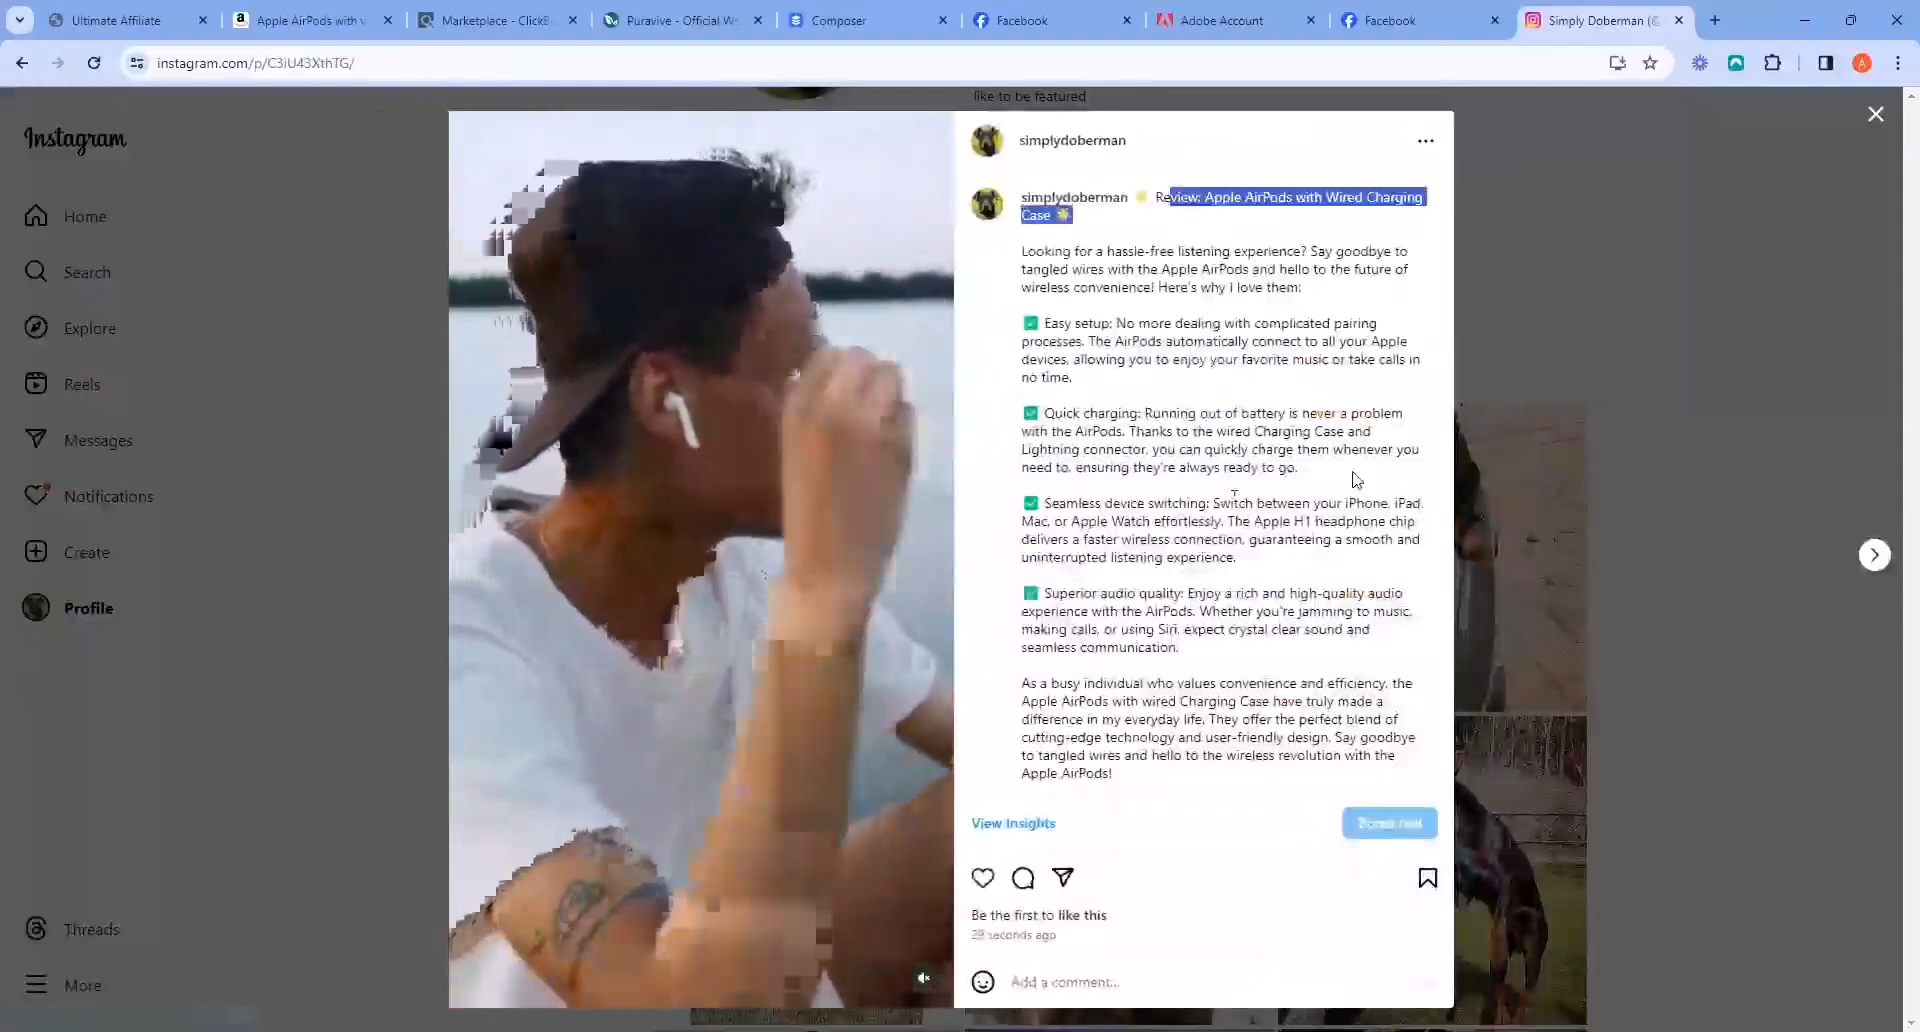 Ultimate Affiliate
Apple AirPods with w
Marketplace - ClickB
Puravive - Official We
Composer
Facebook
Adobe Account
Facebook
Simply Doberman (@
instagram.com/p/C3iU43XthTG/
A
like to be featured
Instagram
Home
Search
Explore
Reels
Messages
Notifications
Create
Profile
Threads
More
simplydoberman
simplydoberman Review: Apple AirPods with Wired Charging
Case
Looking for a hassle-free listening experience? Say goodbye to
tangled wires with the Apple AirPods and hello to the future of
wireless convenience! Here's why I love them:
Easy setup: No more dealing with complicated pairing
processes. The AirPods automatically connect to all your Apple
devices, allowing you to enjoy your favorite music or take calls in
no time.
Quick charging: Running out of battery is never a problem
with the AirPods. Thanks to the wired Charging Case and
Lightning connector, you can quickly charge them whenever you
need to, ensuring they're always ready to go.
Seamless device switching: Switch between your iPhone, iPad,
Mac, or Apple Watch effortlessly. The Apple H1 headphone chip
delivers a faster wireless connection, guaranteeing a smooth and
uninterrupted listening experience.
Superior audio quality: Enjoy a rich and high-quality audio
experience with the AirPods. Whether you're jamming to music,
making calls, or using Siri, expect crystal clear sound and
seamless communication.
As a busy individual who values convenience and efficiency, the
Apple AirPods with wired Charging Case have truly made a
difference in my everyday life. They offer the perfect blend of
cutting-edge technology and user-friendly design. Say goodbye
to tangled wires and hello to the wireless revolution with the
Apple AirPods!
View Insights
Boost reel
Be the first to like this
29 seconds ago
Add a comment...